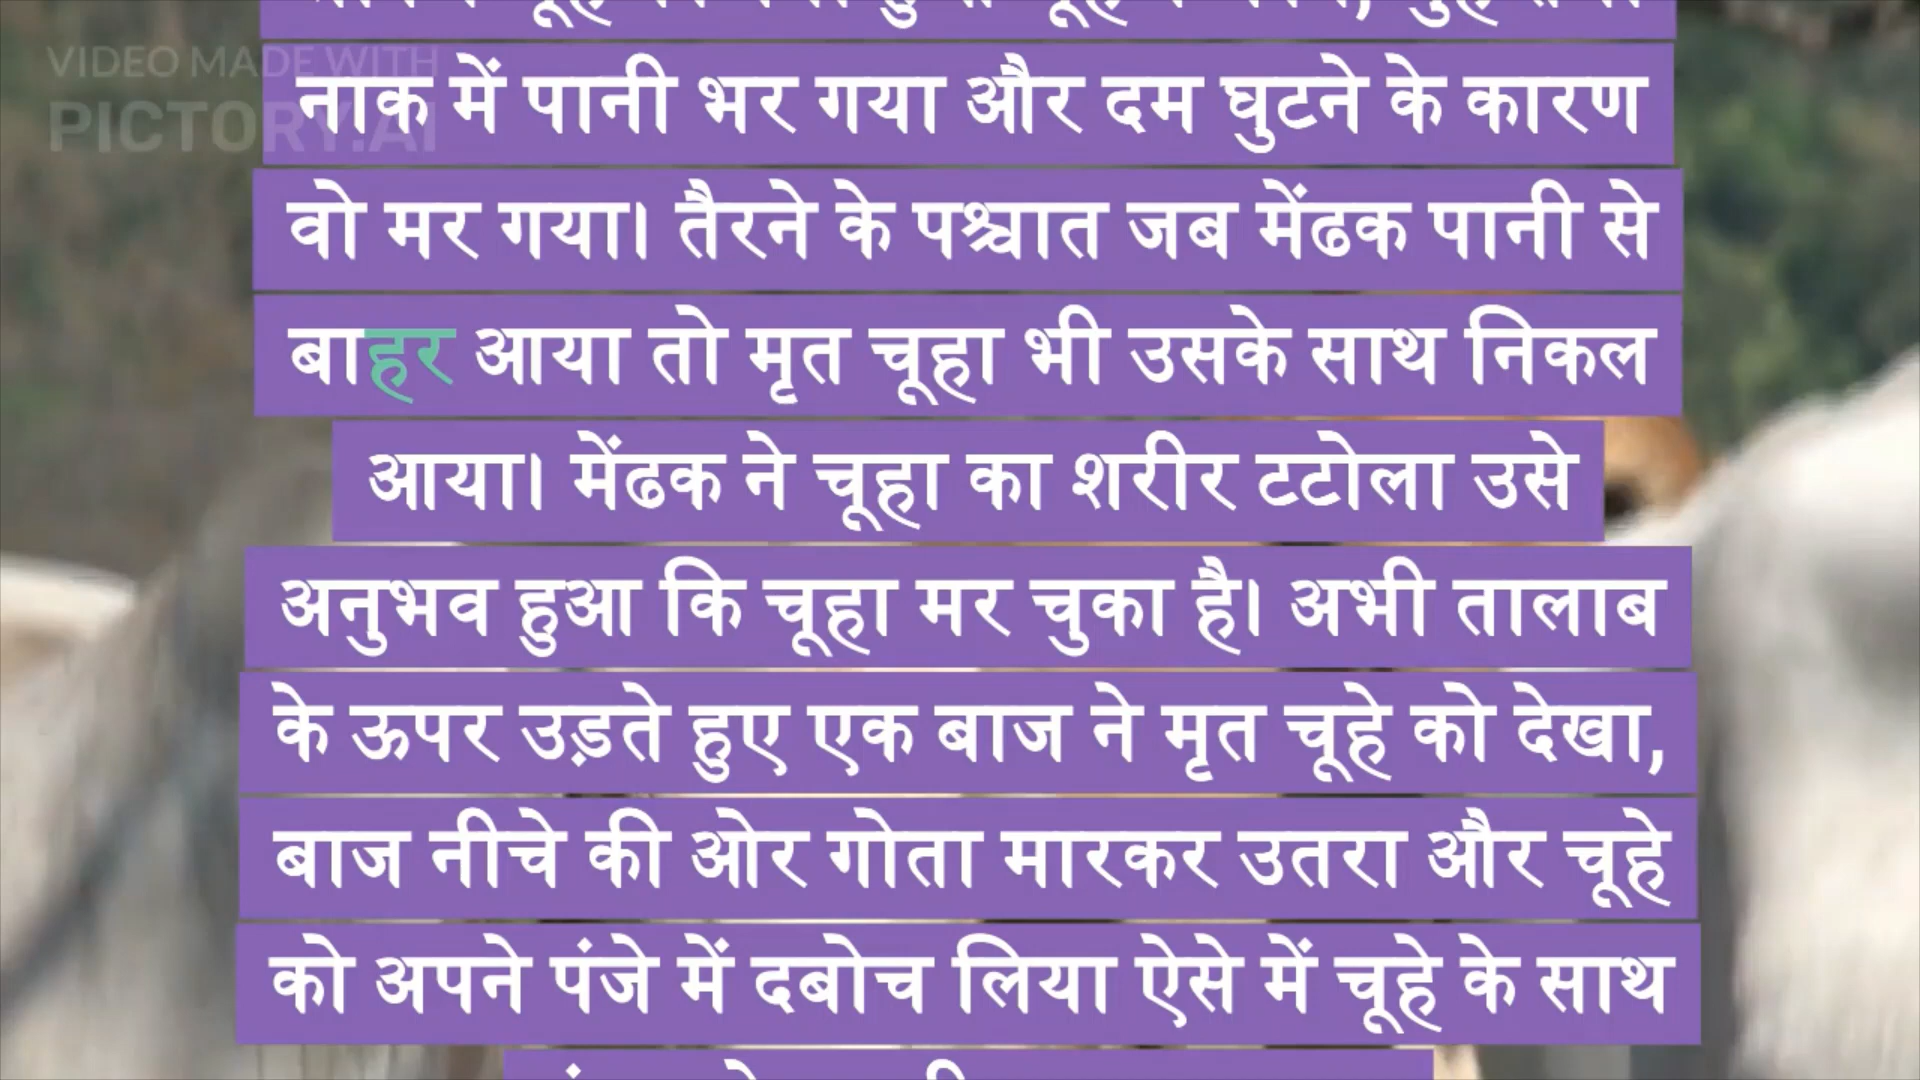 VIDEO MADE WITH
PICTORY.AI
नाक में पानी भर गया और दम घुटने के कारण
वो मर गया। तैरने के पश्चात जब मेंढक पानी से
बाहर आया तो मृत चूहा भी उसके साथ निकल
आया। मेंढक ने चूहा का शरीर टटोला उसे
अनुभव हुआ कि चूहा मर चुका है। अभी तालाब
के ऊपर उड़ते हुए एक बाज ने मृत चूहे को देखा,
बाज नीचे की ओर गोता मारकर उतरा और चूहे
को अपने पंजे में दबोच लिया ऐसे में चूहे के साथ